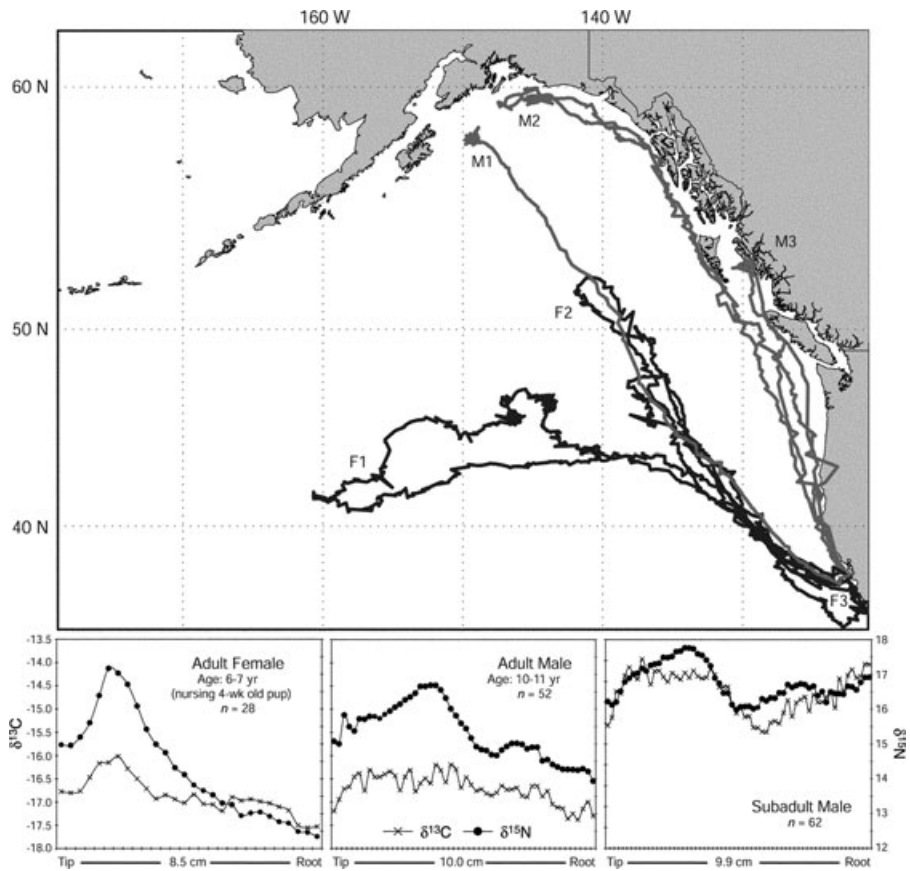 160 W 140 W
60 N
M2
M1
M3
F2
50 N
F1
40 N
F3
-13.5
-14.0
-14.5
-15.0
-15.5
-16.0
-16.5
-17.0
-17.5
-18.0
δ¹³C
Adult Female
Age: 6-7 yr
(nursing 4-wk old pup)
n = 28
Tip 8.5 cm Root
Adult Male
Age: 10-11 yr
n = 52
δ¹³C δ¹⁵N
Tip 10.0 cm Root
Subadult Male
n = 62
Tip 9.9 cm Root
18
17
16
15
14
13
12
δ¹⁵N